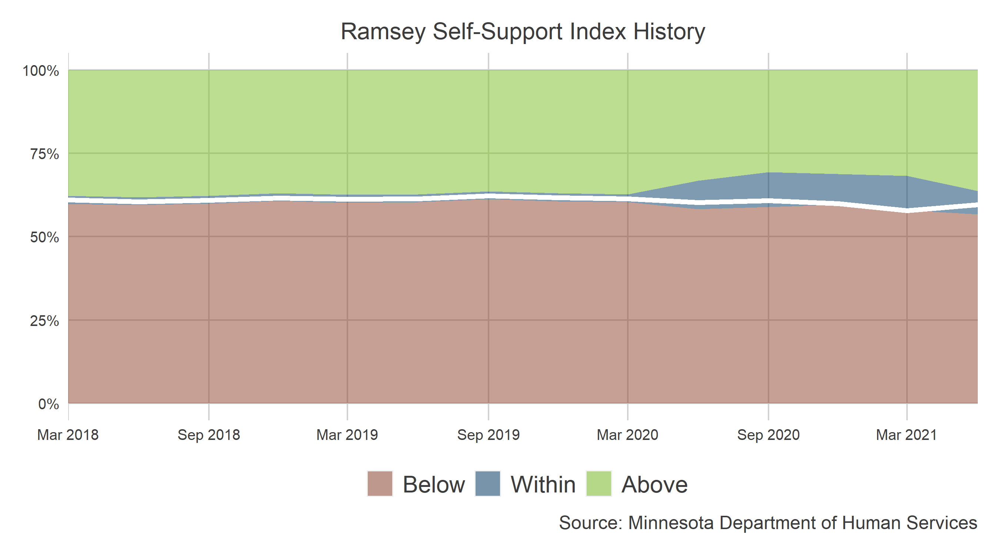 Ramsey Self-Support Index History
100%
75%
50%
25%
0%
Mar 2018 Sep 2018 Mar 2019 Sep 2019 Mar 2020 Sep 2020 Mar 2021
Below Within Above
Source: Minnesota Department of Human Services